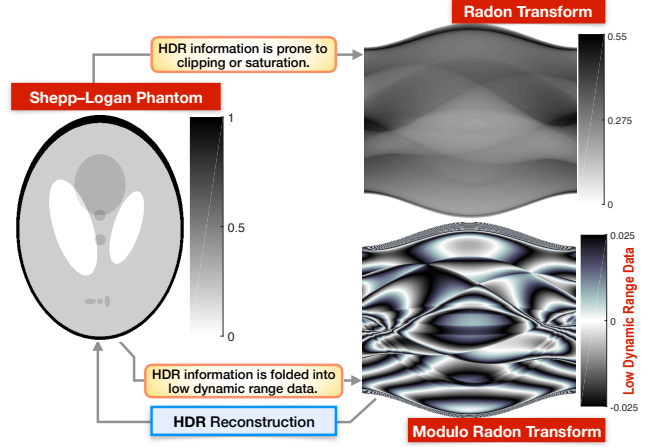 Radon Transform
HDR information is prone to
clipping or saturation.
0.55
0.275
0
Shepp–Logan Phantom
1
0.5
0
0.025
0
-0.025
Low Dynamic Range Data
HDR information is folded into
low dynamic range data.
HDR Reconstruction
Modulo Radon Transform